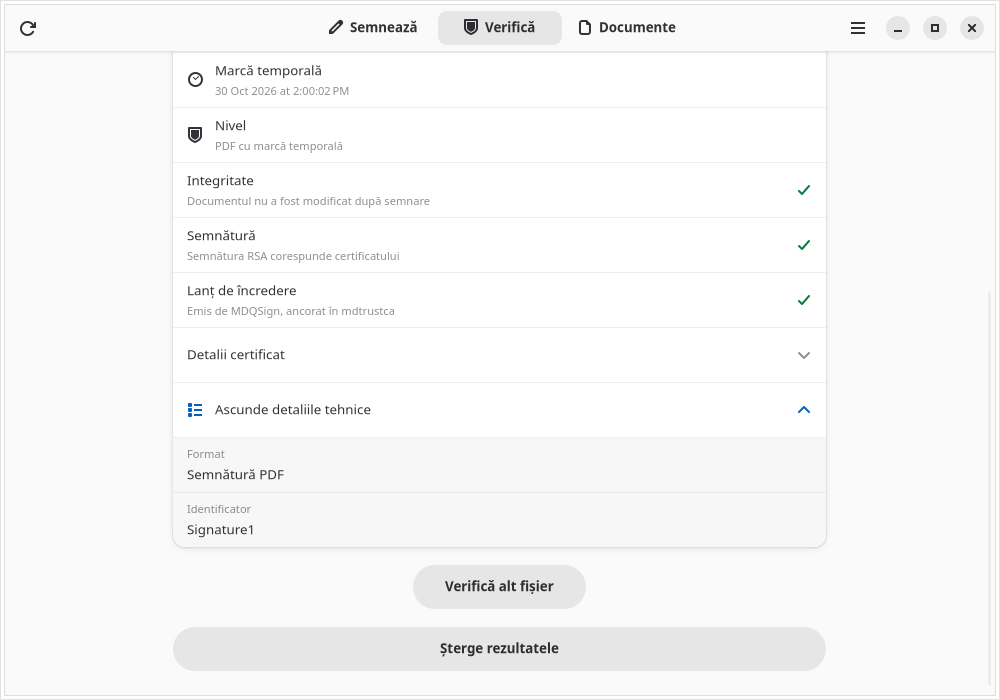 Semnează
Verifică
Documente
Marcă temporală
30 Oct 2026 at 2:00:02 PM
Nivel
PDF cu marcă temporală
Integritate
Documentul nu a fost modificat după semnare
Semnătură
Semnătura RSA corespunde certificatului
Lanț de încredere
Emis de MDQSign, ancorat în mdtrustca
Detalii certificat
Ascunde detaliile tehnice
Format
Semnătură PDF
Identificator
Signature1
Verifică alt fișier
Șterge rezultatele